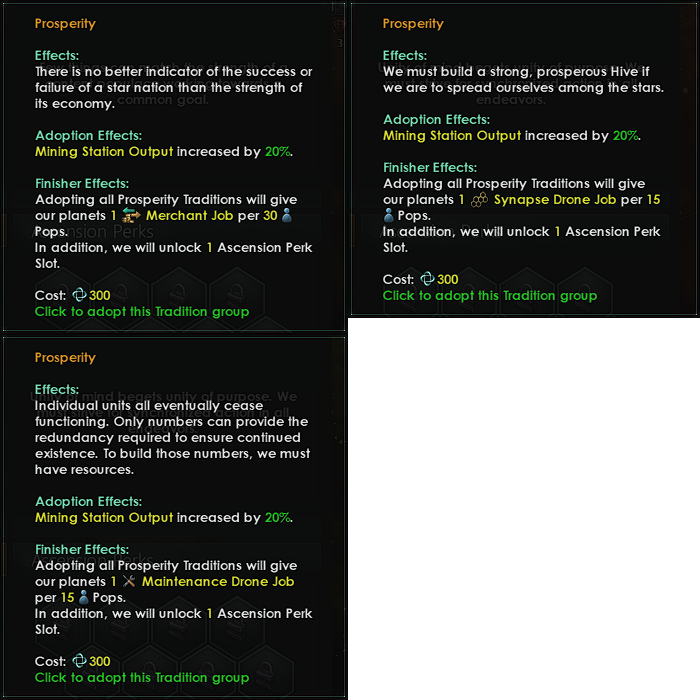 Prosperity
Effects:
There is no better indicator of the success or
failure of a star nation than the strength of
its economy.
Adoption Effects:
Mining Station Output increased by 20%.
Finisher Effects:
Adopting all Prosperity Traditions will give
our planets 1 Merchant Job per 30
Pops.
In addition, we will unlock 1 Ascension Perk
Slot.
Cost: 300
Click to adopt this Tradition group
Prosperity
Effects:
We must build a strong, prosperous Hive if
we are to spread ourselves among the stars.
Adoption Effects:
Mining Station Output increased by 20%.
Finisher Effects:
Adopting all Prosperity Traditions will give
our planets 1 Synapse Drone Job per 15
Pops.
In addition, we will unlock 1 Ascension Perk
Slot.
Cost: 300
Click to adopt this Tradition group
Prosperity
Effects:
Individual units all eventually cease
functioning. Only numbers can provide the
redundancy required to ensure continued
existence. To build those numbers, we must
have resources.
Adoption Effects:
Mining Station Output increased by 20%.
Finisher Effects:
Adopting all Prosperity Traditions will give
our planets 1 Maintenance Drone Job
per 15 Pops.
In addition, we will unlock 1 Ascension Perk
Slot.
Cost: 300
Click to adopt this Tradition group